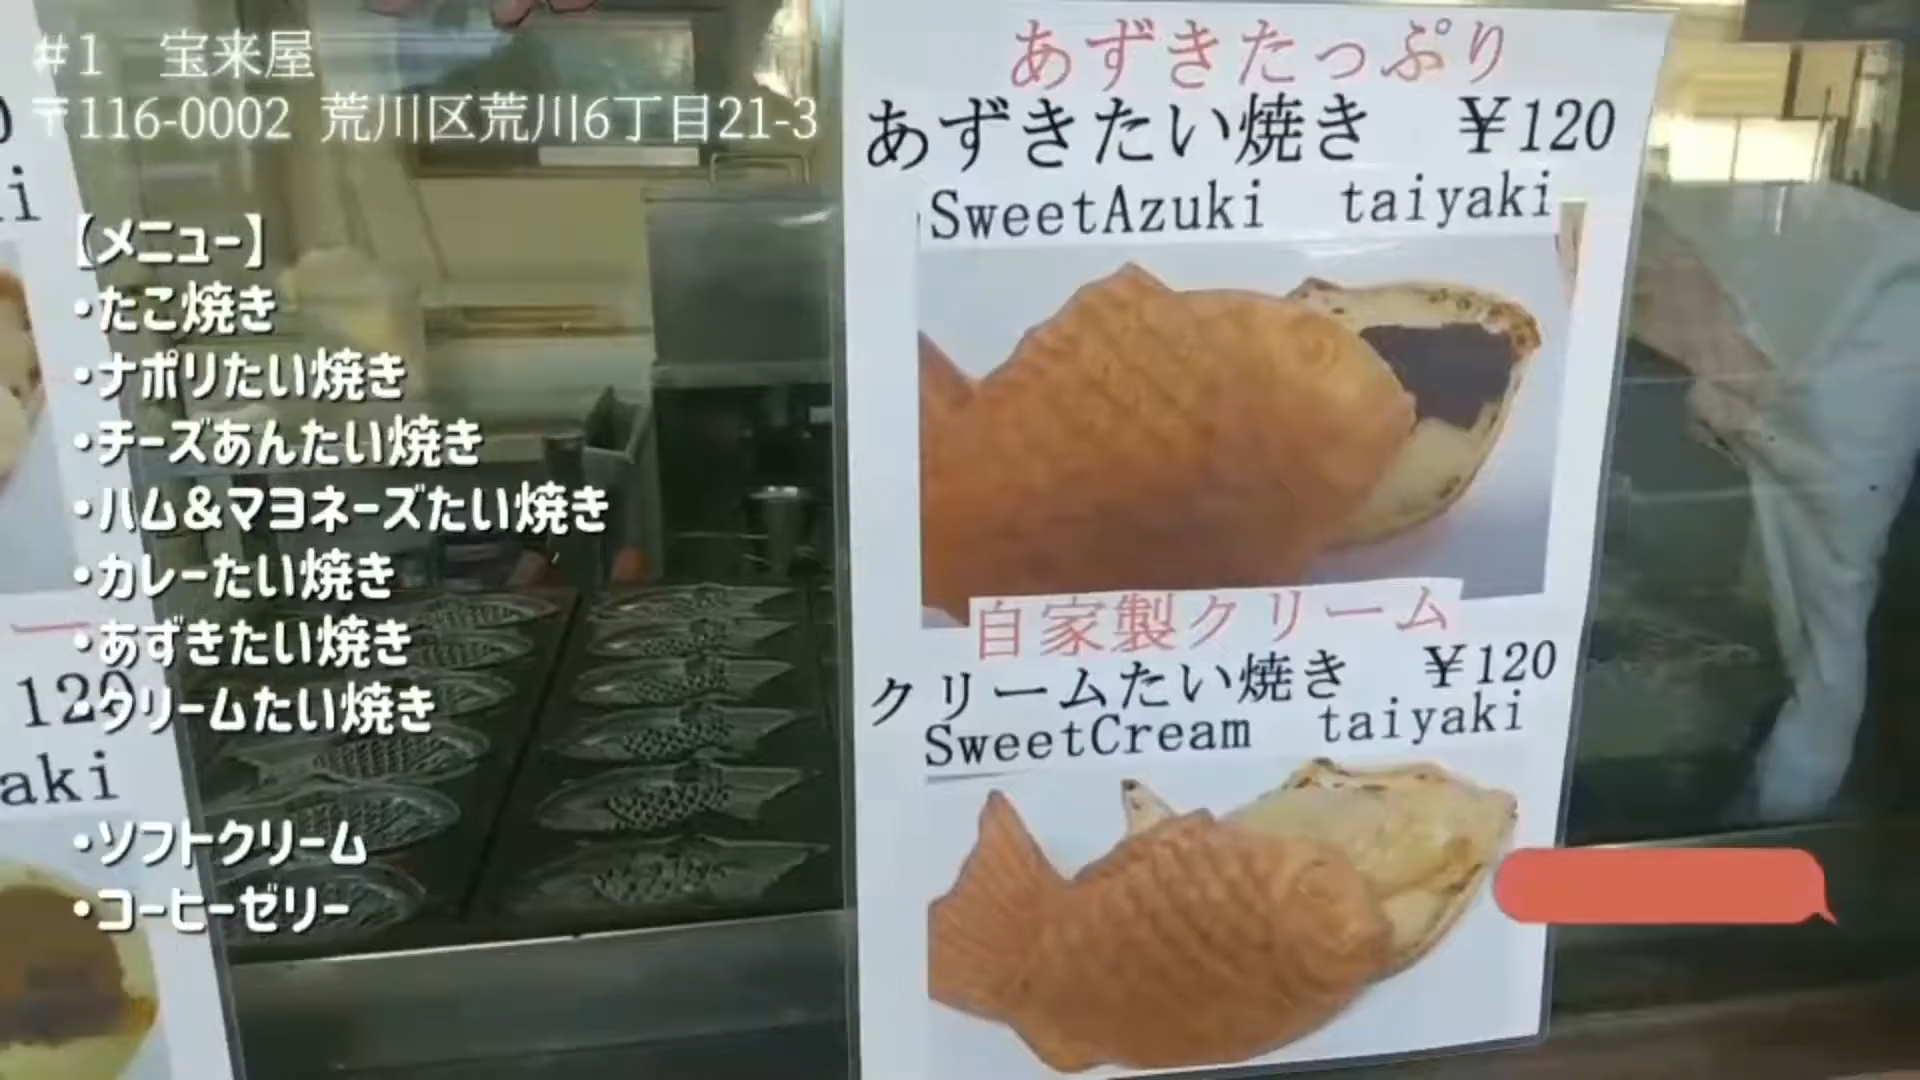 #1 宝来屋
〒116-0002 荒川区荒川6丁目21-3
【メニュー】
・たこ焼き
・ナポリたい焼き
・チーズあんたい焼き
・ハム&マヨネーズたい焼き
・カレーたい焼き
・あずきたい焼き
・クリームたい焼き
・ソフトクリーム
・コーヒーゼリー
120
aki
あずきたっぷり
あずきたい焼き ¥120
SweetAzuki taiyaki
自家製クリーム
クリームたい焼き ¥120
SweetCream taiyaki